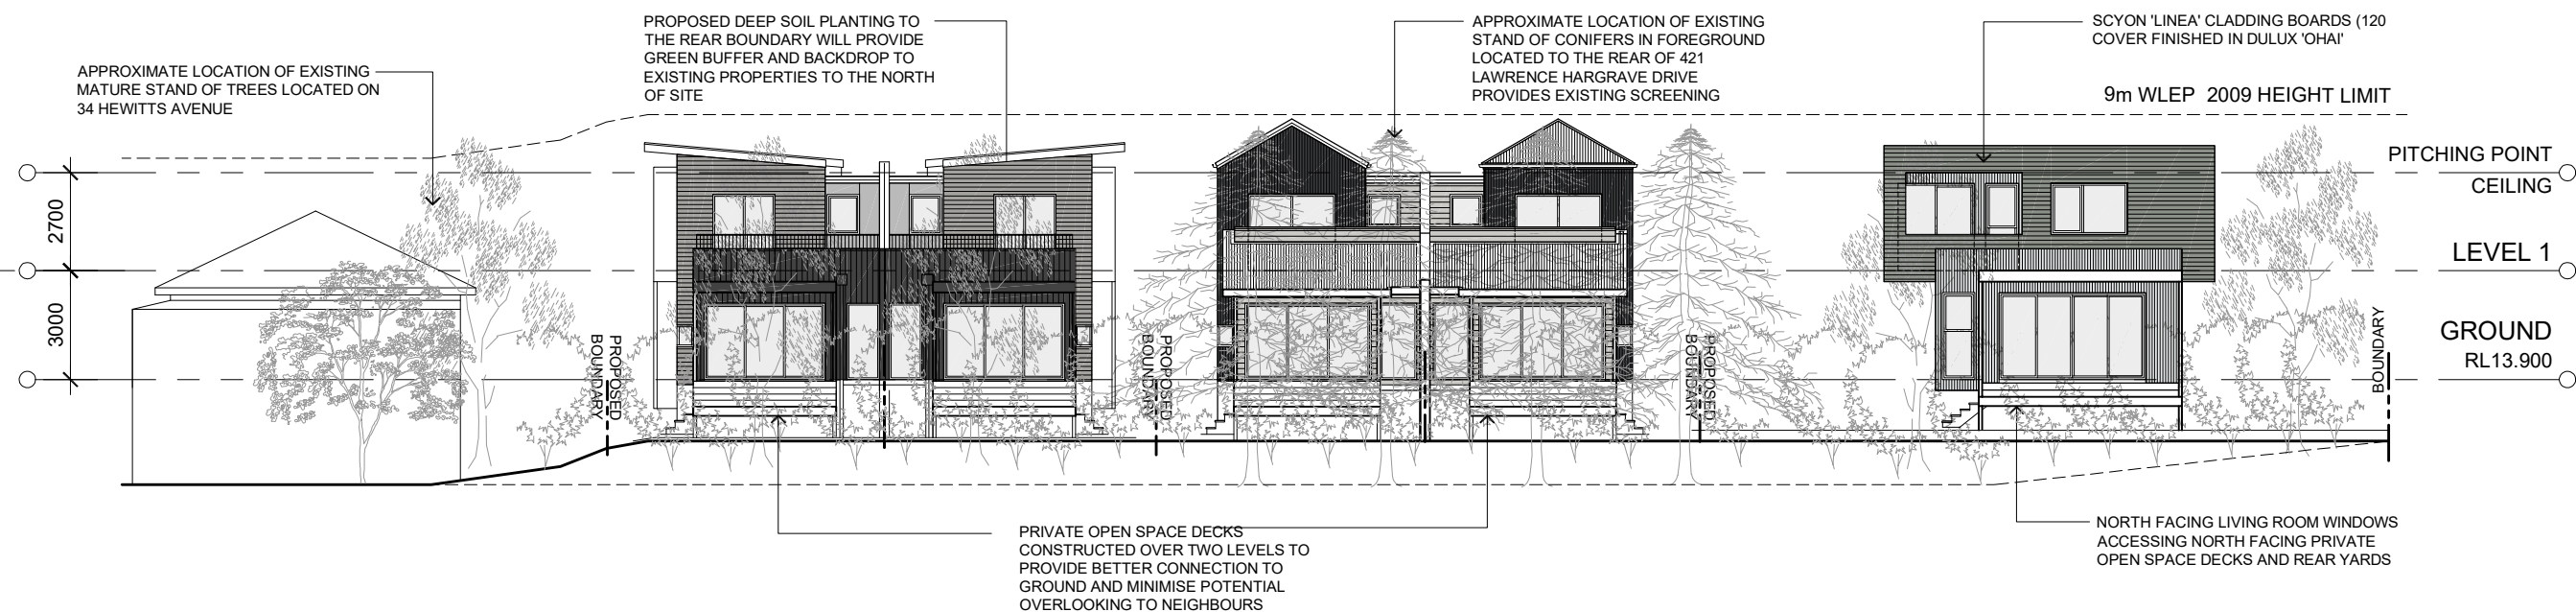 APPROXIMATE LOCATION OF EXISTING
MATURE STAND OF TREES LOCATED ON
34 HEWITTS AVENUE
PROPOSED DEEP SOIL PLANTING TO
THE REAR BOUNDARY WILL PROVIDE
GREEN BUFFER AND BACKDROP TO
EXISTING PROPERTIES TO THE NORTH
OF SITE
APPROXIMATE LOCATION OF EXISTING
STAND OF CONIFERS IN FOREGROUND
LOCATED TO THE REAR OF 421
LAWRENCE HARGRAVE DRIVE
PROVIDES EXISTING SCREENING
SCYON 'LINEA' CLADDING BOARDS (120
COVER FINISHED IN DULUX 'OHAI'
9m WLEP 2009 HEIGHT LIMIT
PITCHING POINT
CEILING
LEVEL 1
GROUND
RL13.900
2700
3000
PROPOSED
BOUNDARY
PROPOSED
BOUNDARY
PROPOSED
BOUNDARY
BOUNDARY
PRIVATE OPEN SPACE DECKS
CONSTRUCTED OVER TWO LEVELS TO
PROVIDE BETTER CONNECTION TO
GROUND AND MINIMISE POTENTIAL
OVERLOOKING TO NEIGHBOURS
NORTH FACING LIVING ROOM WINDOWS
ACCESSING NORTH FACING PRIVATE
OPEN SPACE DECKS AND REAR YARDS